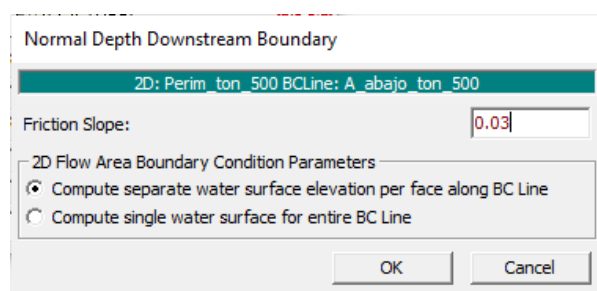 Normal Depth Downstream Boundary
2D: Perim_ton_500 BCLine: A_abajo_ton_500
Friction Slope:
0.03
2D Flow Area Boundary Condition Parameters
Compute separate water surface elevation per face along BC Line
Compute single water surface for entire BC Line
OK
Cancel